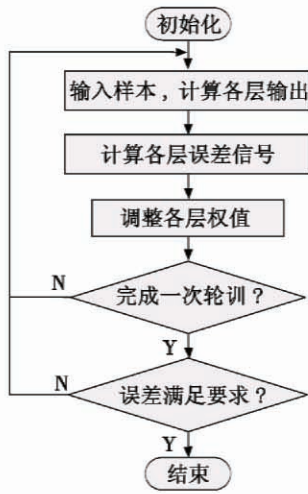 初始化
输入样本，计算各层输出
计算各层误差信号
调整各层权值
N
完成一次轮训？
Y
N
误差满足要求？
Y
结束